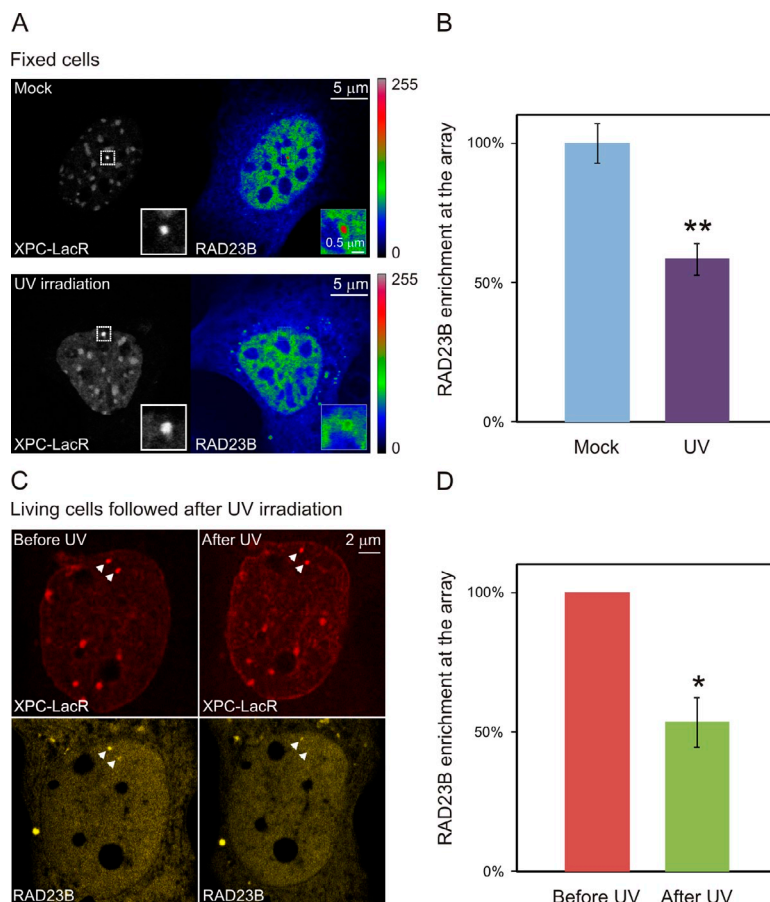 A
Fixed cells
Mock
5 μm
255
XPC-LacR
RAD23B
0.5 μm
0
UV irradiation
5 μm
255
XPC-LacR
RAD23B
0
B
RAD23B enrichment at the array
100%
**
50%
0%
Mock
UV
C
Living cells followed after UV irradiation
Before UV
After UV
2 μm
XPC-LacR
XPC-LacR
RAD23B
RAD23B
D
RAD23B enrichment at the array
100%
*
50%
0%
Before UV
After UV